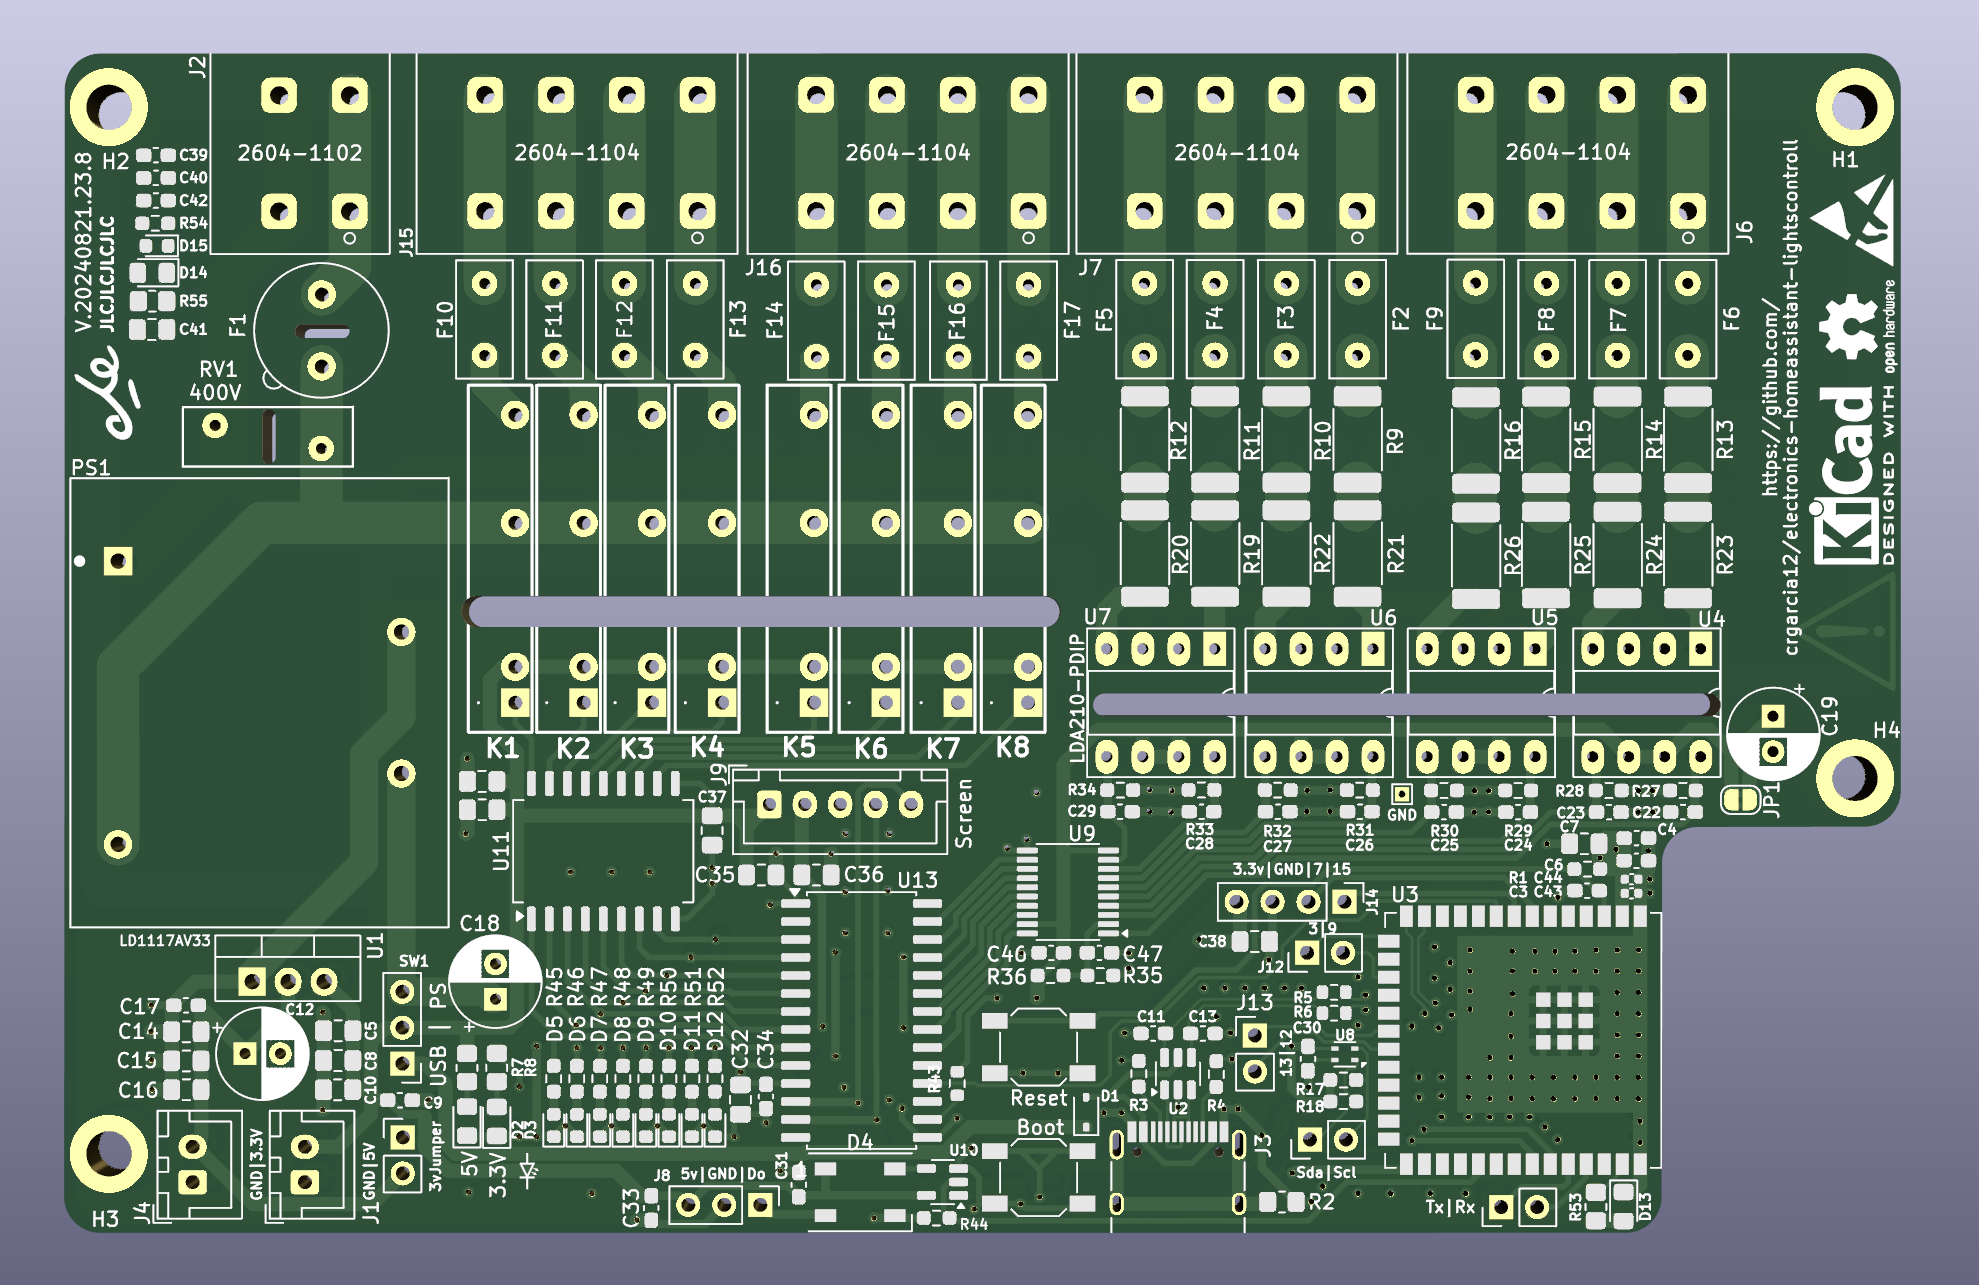 J2
H2
C39
C40
C42
R54
D15
D14
R55
C41
V.20240821.23.8
JLCJLCJLCJLC
2604-1102
2604-1104
2604-1104
2604-1104
2604-1104
J15
J16
J7
J6
H1
F1
F10
F11
F12
F13
F14
F15
F16
F17
F5
F4
F3
F2
F9
F8
F7
F6
RV1
400V
PS1
R12
R11
R10
R9
R16
R15
R14
R13
R20
R19
R22
R21
R26
R25
R24
R23
https://github.com/
crgarcia12/electronics-homeassistant-lightscontroll
open hardware
KiCad
DESIGNED WITH
U7
U6
U5
U4
LDA210-PDIP
K1
K2
K3
K4
K5
K6
K7
K8
C19
H4
JP1
J9
Screen
C37
U11
C35
C36
U13
U9
R34
C29
R33
C28
R32
C27
R31
C26
GND
R30
C25
R29
C24
R28
C23
R27
C22
C7
C4
C6
R1
C44
C3
C43
3.3v|GND|7|15
J14
U3
3|9
C38
J12
C46
C47
R36
R35
LD1117AV33
U1
C18
SW1
PS
USB
C17
C14
C15
C16
C12
C5
C8
C10
C9
R7
R8
D2
D3
5V
3.3V
D5 R45
D6 R46
D7 R47
D8 R48
D9 R49
D10 R50
D11 R51
D12 R52
C32
C34
R43
C11
C13
J13
13|12
R5
R6
C30
U8
R17
R18
R3
U2
R4
Reset
Boot
D1
J3
Sda|Scl
D4
U10
C31
J8
5v|GND|Do
C33
R44
R2
Tx|Rx
R53
D13
H3
J4
GND|3.3V
J1
GND|5V
3vJumper